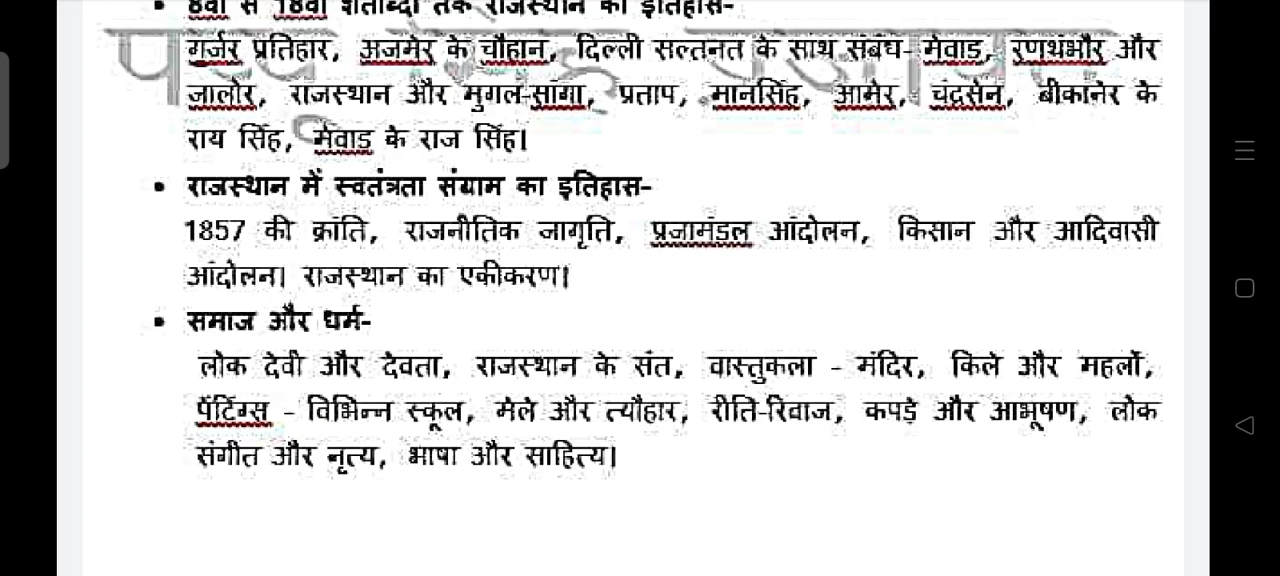 • 8वीं से 18वीं शताब्दी तक राजस्थान का इतिहास-
गुर्जर प्रतिहार, अजमेर के चौहान, दिल्ली सल्तनत के साथ संबंध- मेवाड़, रणथंभौर और
जालोर, राजस्थान और मुगल-सांगा, प्रताप, मानसिंह, आमेर, चंद्रसेन, बीकानेर के
राय सिंह, मेवाड़ के राज सिंह।
• राजस्थान में स्वतंत्रता संग्राम का इतिहास-
1857 की क्रांति, राजनीतिक जागृति, प्रजामंडल आंदोलन, किसान और आदिवासी
आंदोलन। राजस्थान का एकीकरण।
• समाज और धर्म-
लोक देवी और देवता, राजस्थान के संत, वास्तुकला - मंदिर, किले और महलों,
पेंटिंग्स - विभिन्न स्कूल, मेले और त्यौहार, रीति-रिवाज, कपड़े और आभूषण, लोक
संगीत और नृत्य, भाषा और साहित्य।